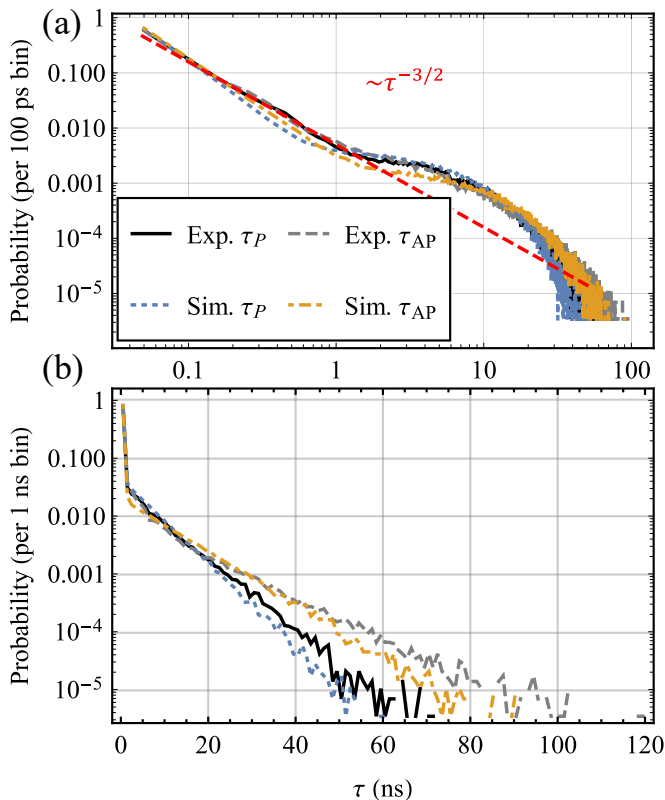 (a)
Probability (per 100 ps bin)
1
0.100
0.010
0.001
10⁻⁴
10⁻⁵
~τ⁻³/²
Exp. τ_P
Exp. τ_AP
Sim. τ_P
Sim. τ_AP
0.1 1 10 100
(b)
Probability (per 1 ns bin)
1
0.100
0.010
0.001
10⁻⁴
10⁻⁵
0 20 40 60 80 100 120
τ (ns)